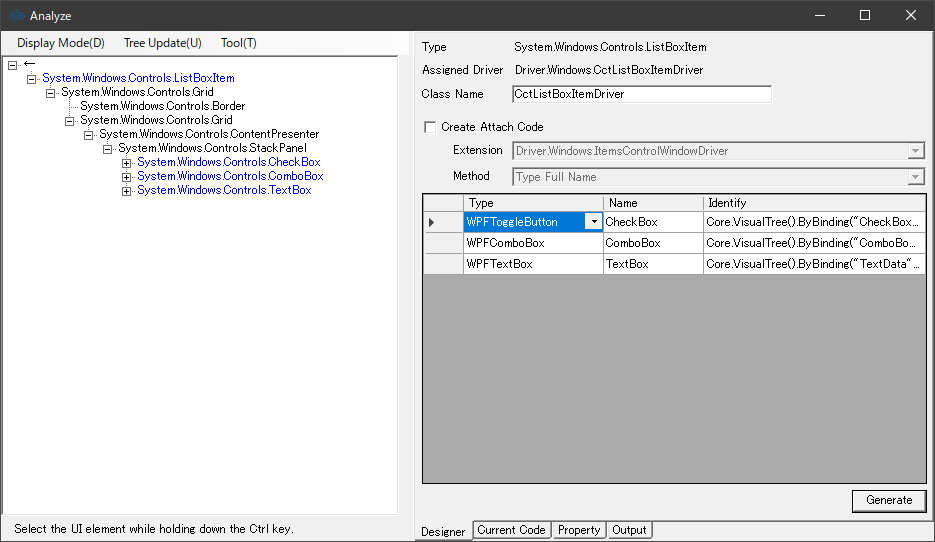 Analyze
Display Mode(D) Tree Update(U) Tool(T)
←
System.Windows.Controls.ListBoxItem
System.Windows.Controls.Grid
System.Windows.Controls.Border
System.Windows.Controls.Grid
System.Windows.Controls.ContentPresenter
System.Windows.Controls.StackPanel
System.Windows.Controls.CheckBox
System.Windows.Controls.ComboBox
System.Windows.Controls.TextBox
Select the UI element while holding down the Ctrl key.
Type System.Windows.Controls.ListBoxItem
Assigned Driver Driver.Windows.CctListBoxItemDriver
Class Name CctListBoxItemDriver
Create Attach Code
Extension Driver.Windows.ItemsControlWindowDriver
Method Type Full Name
Type Name Identify
WPFToggleButton CheckBox Core.VisualTree().ByBinding("CheckBox...
WPFComboBox ComboBox Core.VisualTree().ByBinding("ComboBo...
WPFTextBox TextBox Core.VisualTree().ByBinding("TextData"...
Generate
Designer Current Code Property Output